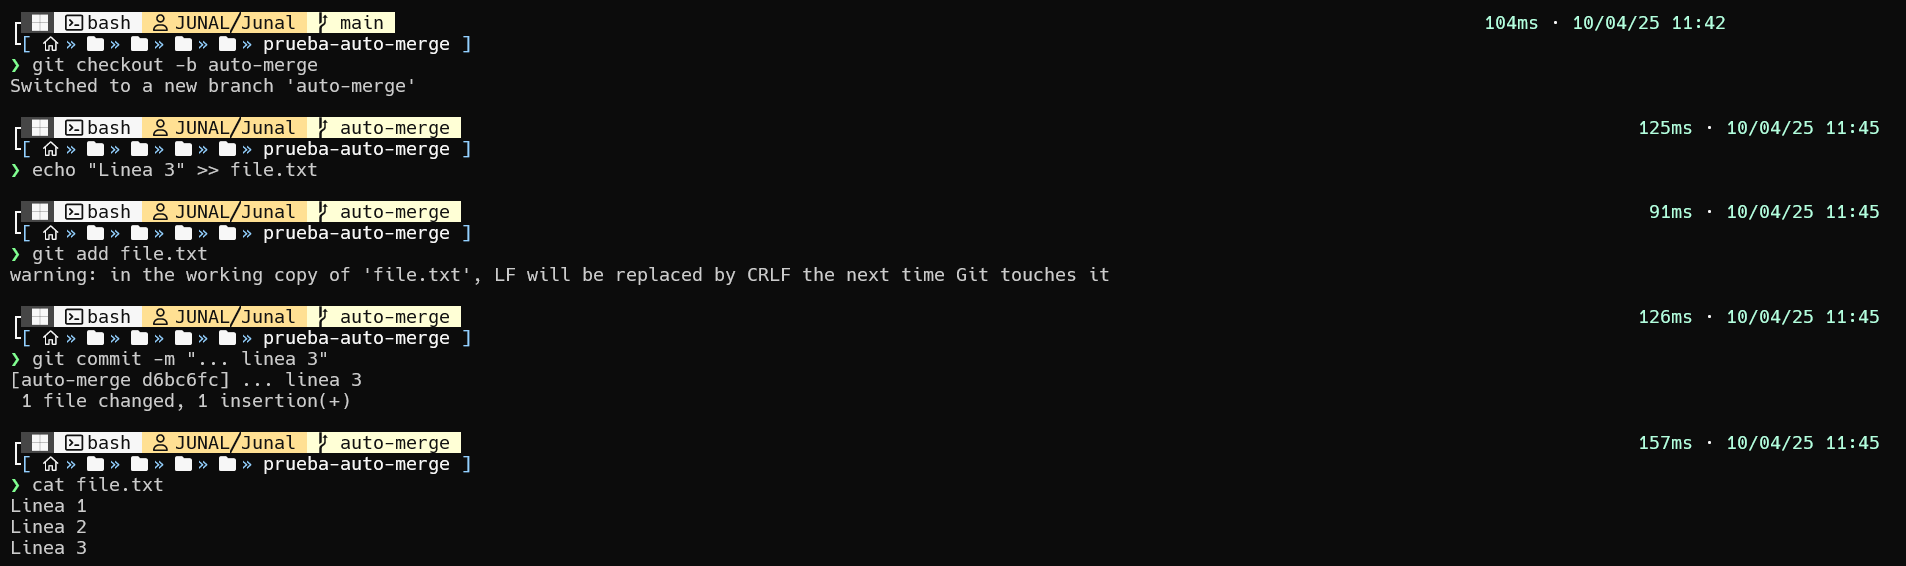 bash JUNAL/Junal main 104ms · 10/04/25 11:42
[ » » » » » prueba-auto-merge ]
❯ git checkout -b auto-merge
Switched to a new branch 'auto-merge'
bash JUNAL/Junal auto-merge 125ms · 10/04/25 11:45
[ » » » » » prueba-auto-merge ]
❯ echo "Linea 3" >> file.txt
bash JUNAL/Junal auto-merge 91ms · 10/04/25 11:45
[ » » » » » prueba-auto-merge ]
❯ git add file.txt
warning: in the working copy of 'file.txt', LF will be replaced by CRLF the next time Git touches it
bash JUNAL/Junal auto-merge 126ms · 10/04/25 11:45
[ » » » » » prueba-auto-merge ]
❯ git commit -m "... linea 3"
[auto-merge d6bc6fc] ... linea 3
 1 file changed, 1 insertion(+)
bash JUNAL/Junal auto-merge 157ms · 10/04/25 11:45
[ » » » » » prueba-auto-merge ]
❯ cat file.txt
Linea 1
Linea 2
Linea 3